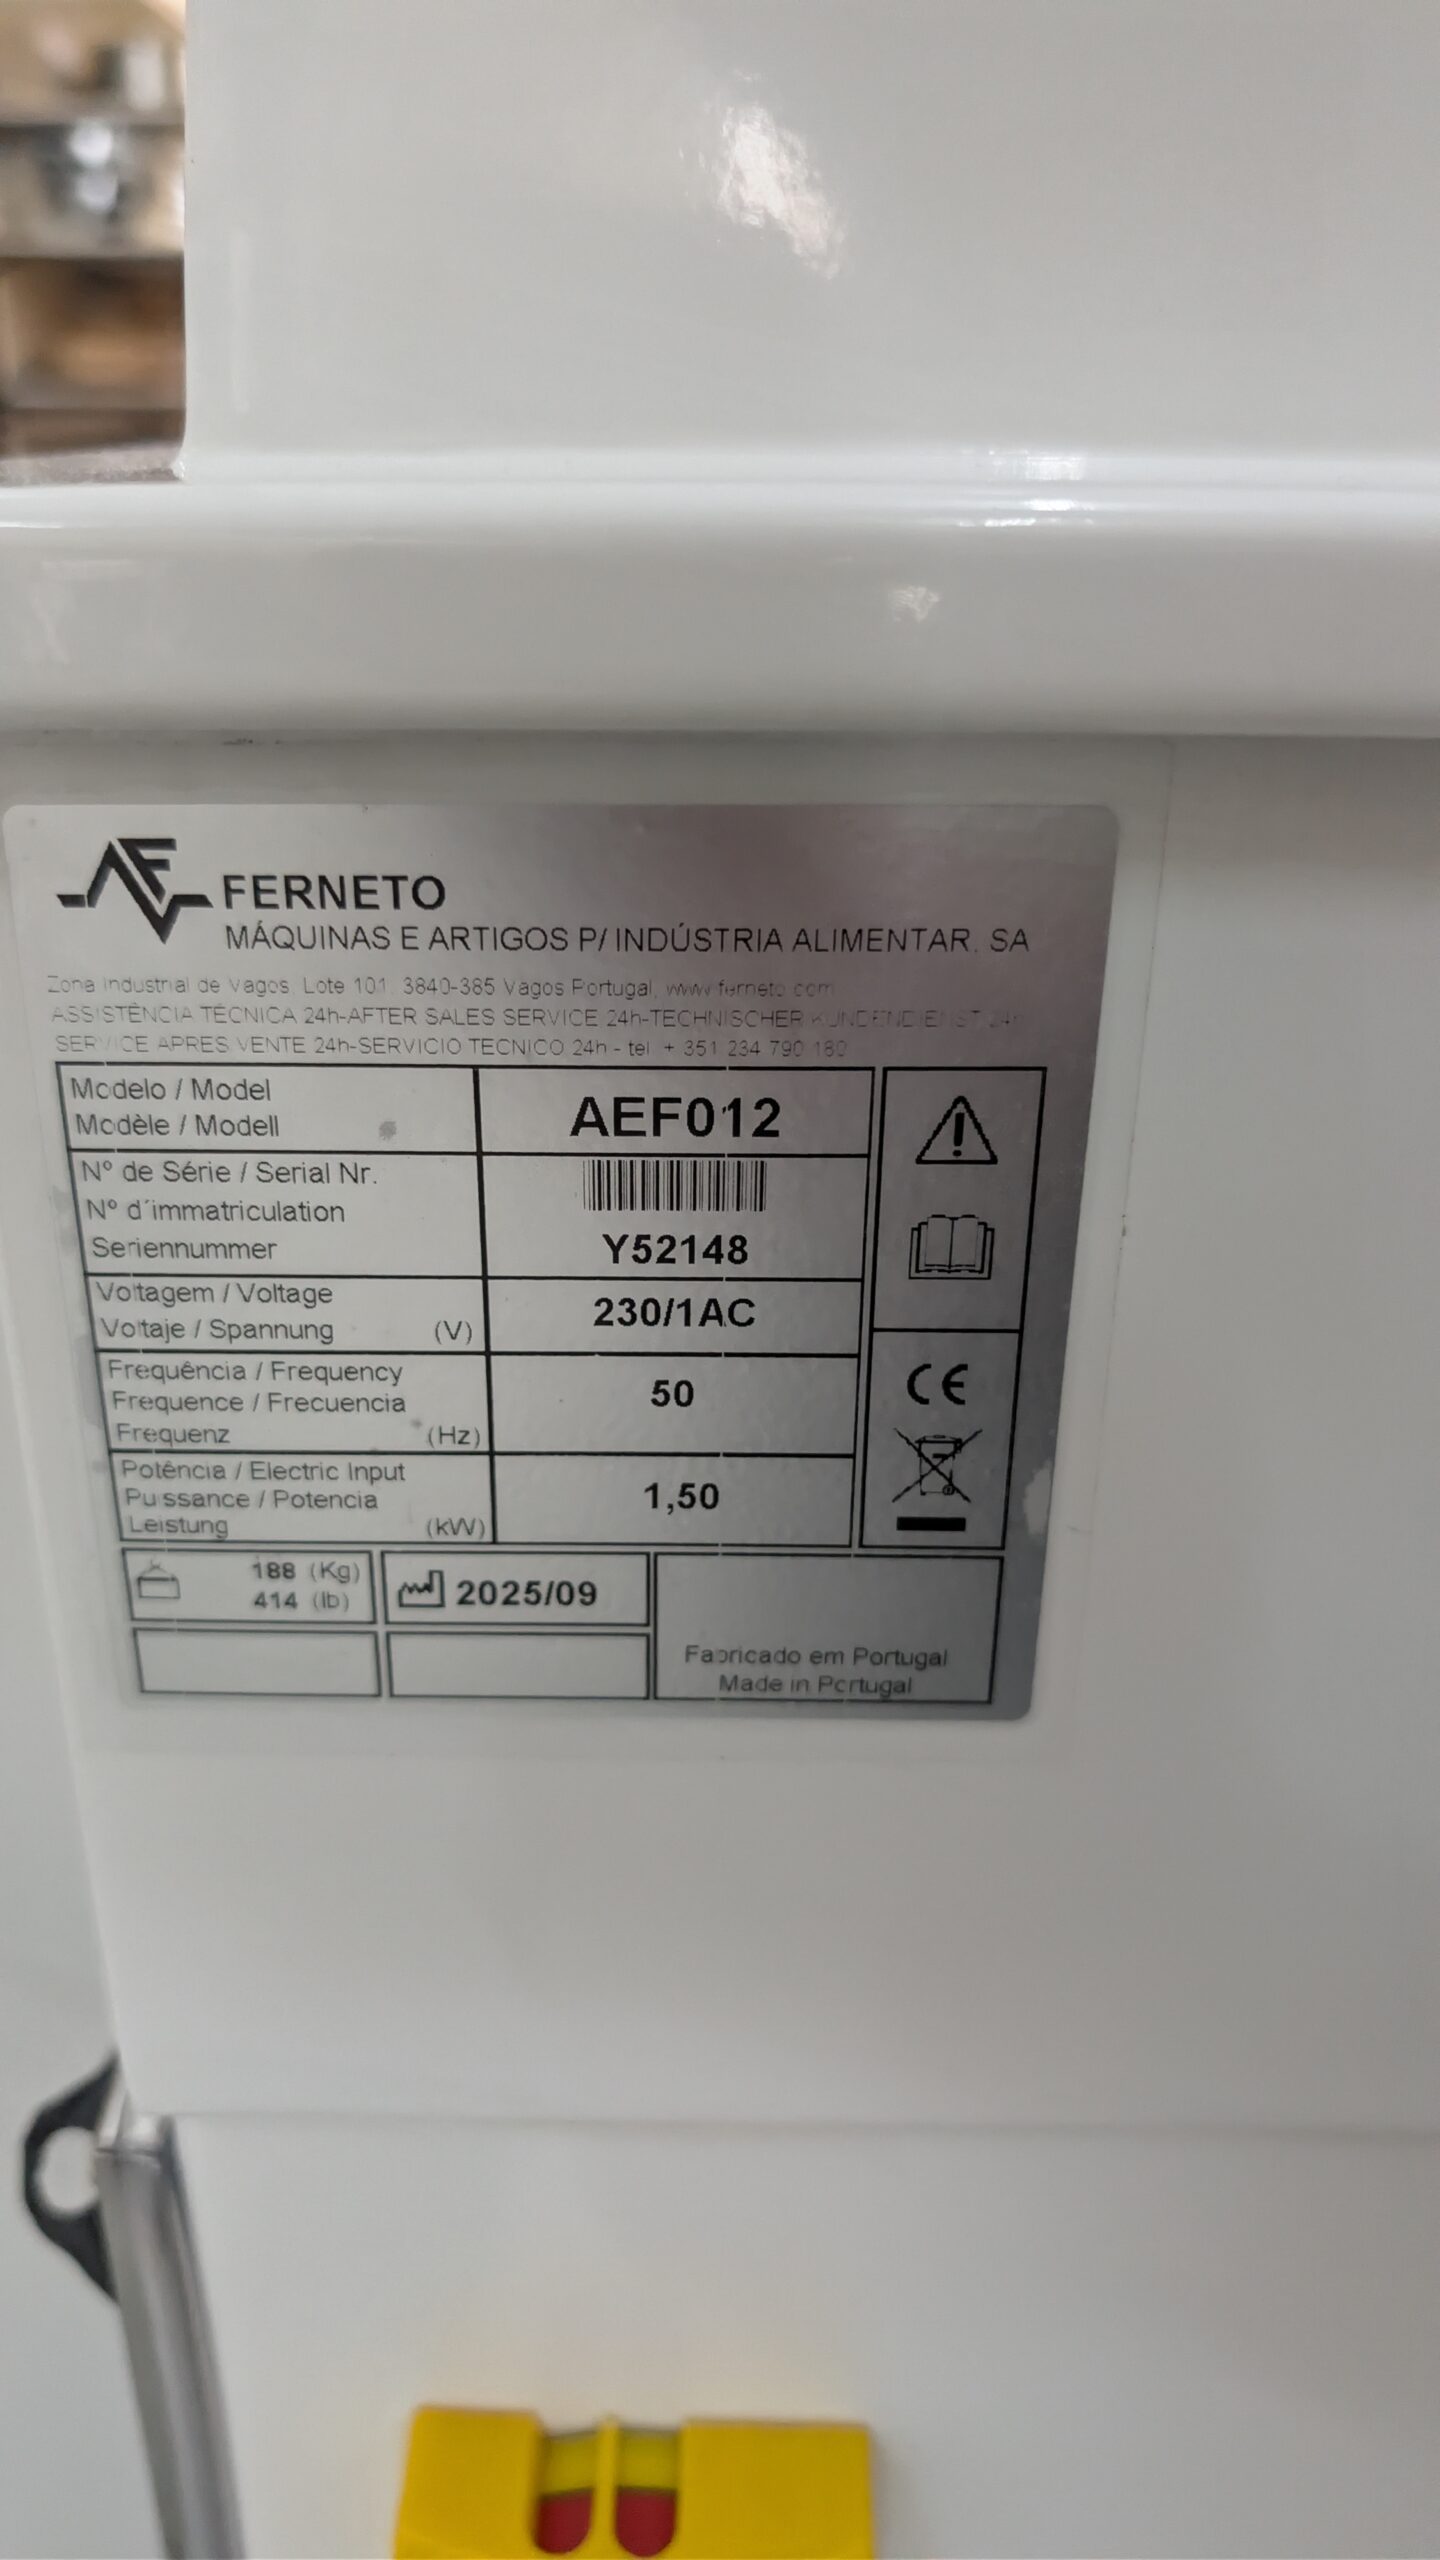 FERNETO
MÁQUINAS E ARTIGOS P/ INDÚSTRIA ALIMENTAR, SA
Zona Industrial de Vagos, Lote 101, 3840-385 Vagos Portugal, www.ferneto.com
ASSISTÊNCIA TÉCNICA 24h-AFTER SALES SERVICE 24h-TECHNISCHER KUNDENDIENST 24h
SERVICE APRES VENTE 24h-SERVICIO TECNICO 24h - tel + 351 234 790 180
Modelo / Model
Modèle / Modell
AEF012
Nº de Série / Serial Nr.
Nº d´immatriculation
Seriennummer
Y52148
Voltagem / Voltage
Voltaje / Spannung (V)
230/1AC
Frequência / Frequency
Frequence / Frecuencia
Frequenz (Hz)
50
Potência / Electric Input
Puissance / Potencia
Leistung (kW)
1,50
CE
188 (Kg)
414 (lb)
2025/09
Fabricado em Portugal
Made in Portugal